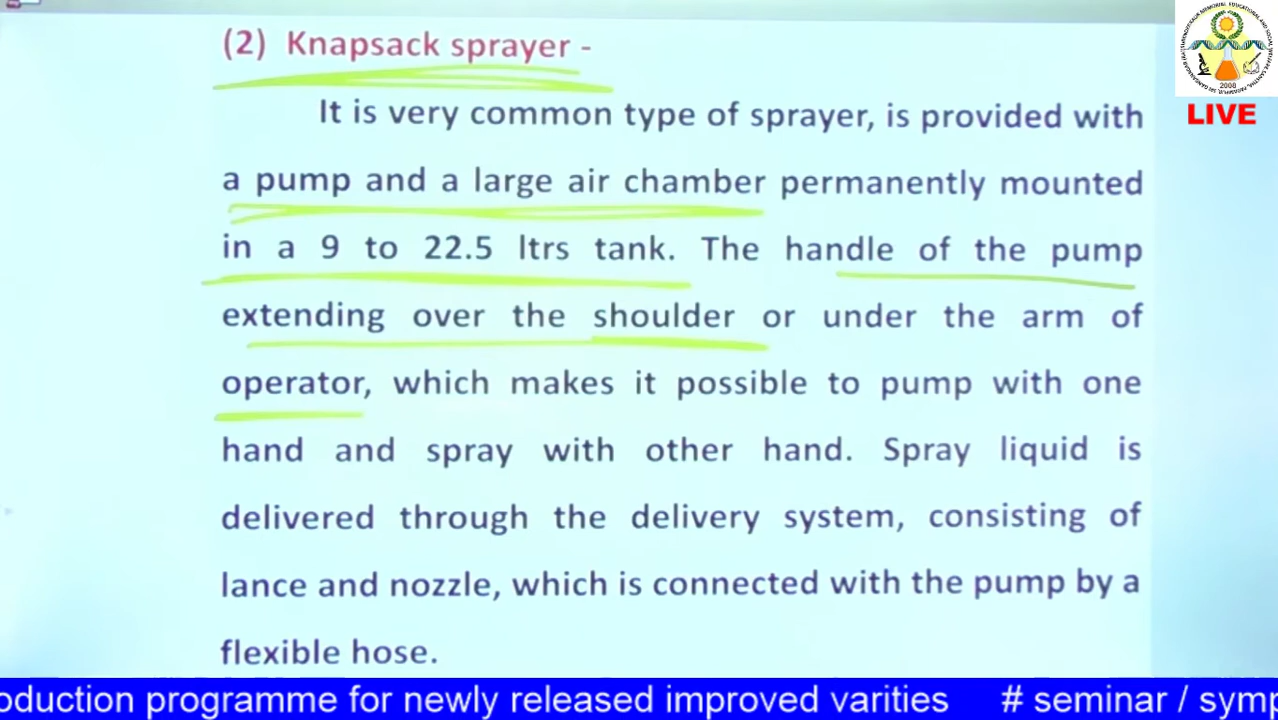 (2) Knapsack sprayer -
It is very common type of sprayer, is provided with
a pump and a large air chamber permanently mounted
in a 9 to 22.5 ltrs tank. The handle of the pump
extending over the shoulder or under the arm of
operator, which makes it possible to pump with one
hand and spray with other hand. Spray liquid is
delivered through the delivery system, consisting of
lance and nozzle, which is connected with the pump by a
flexible hose.
2008
LIVE
oduction programme for newly released improved varities # seminar / symp